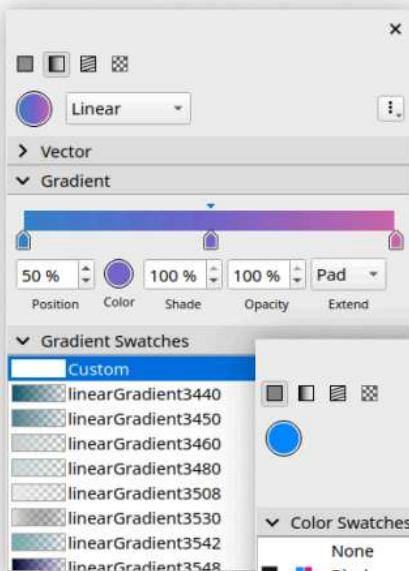 Linear
Vector
Gradient
50 % 100 % 100 % Pad
Position Color Shade Opacity Extend
Gradient Swatches
Custom
linearGradient3440
linearGradient3450
linearGradient3460
linearGradient3480
linearGradient3508
linearGradient3530
linearGradient3542
linearGradient3548
Color Swatches
None